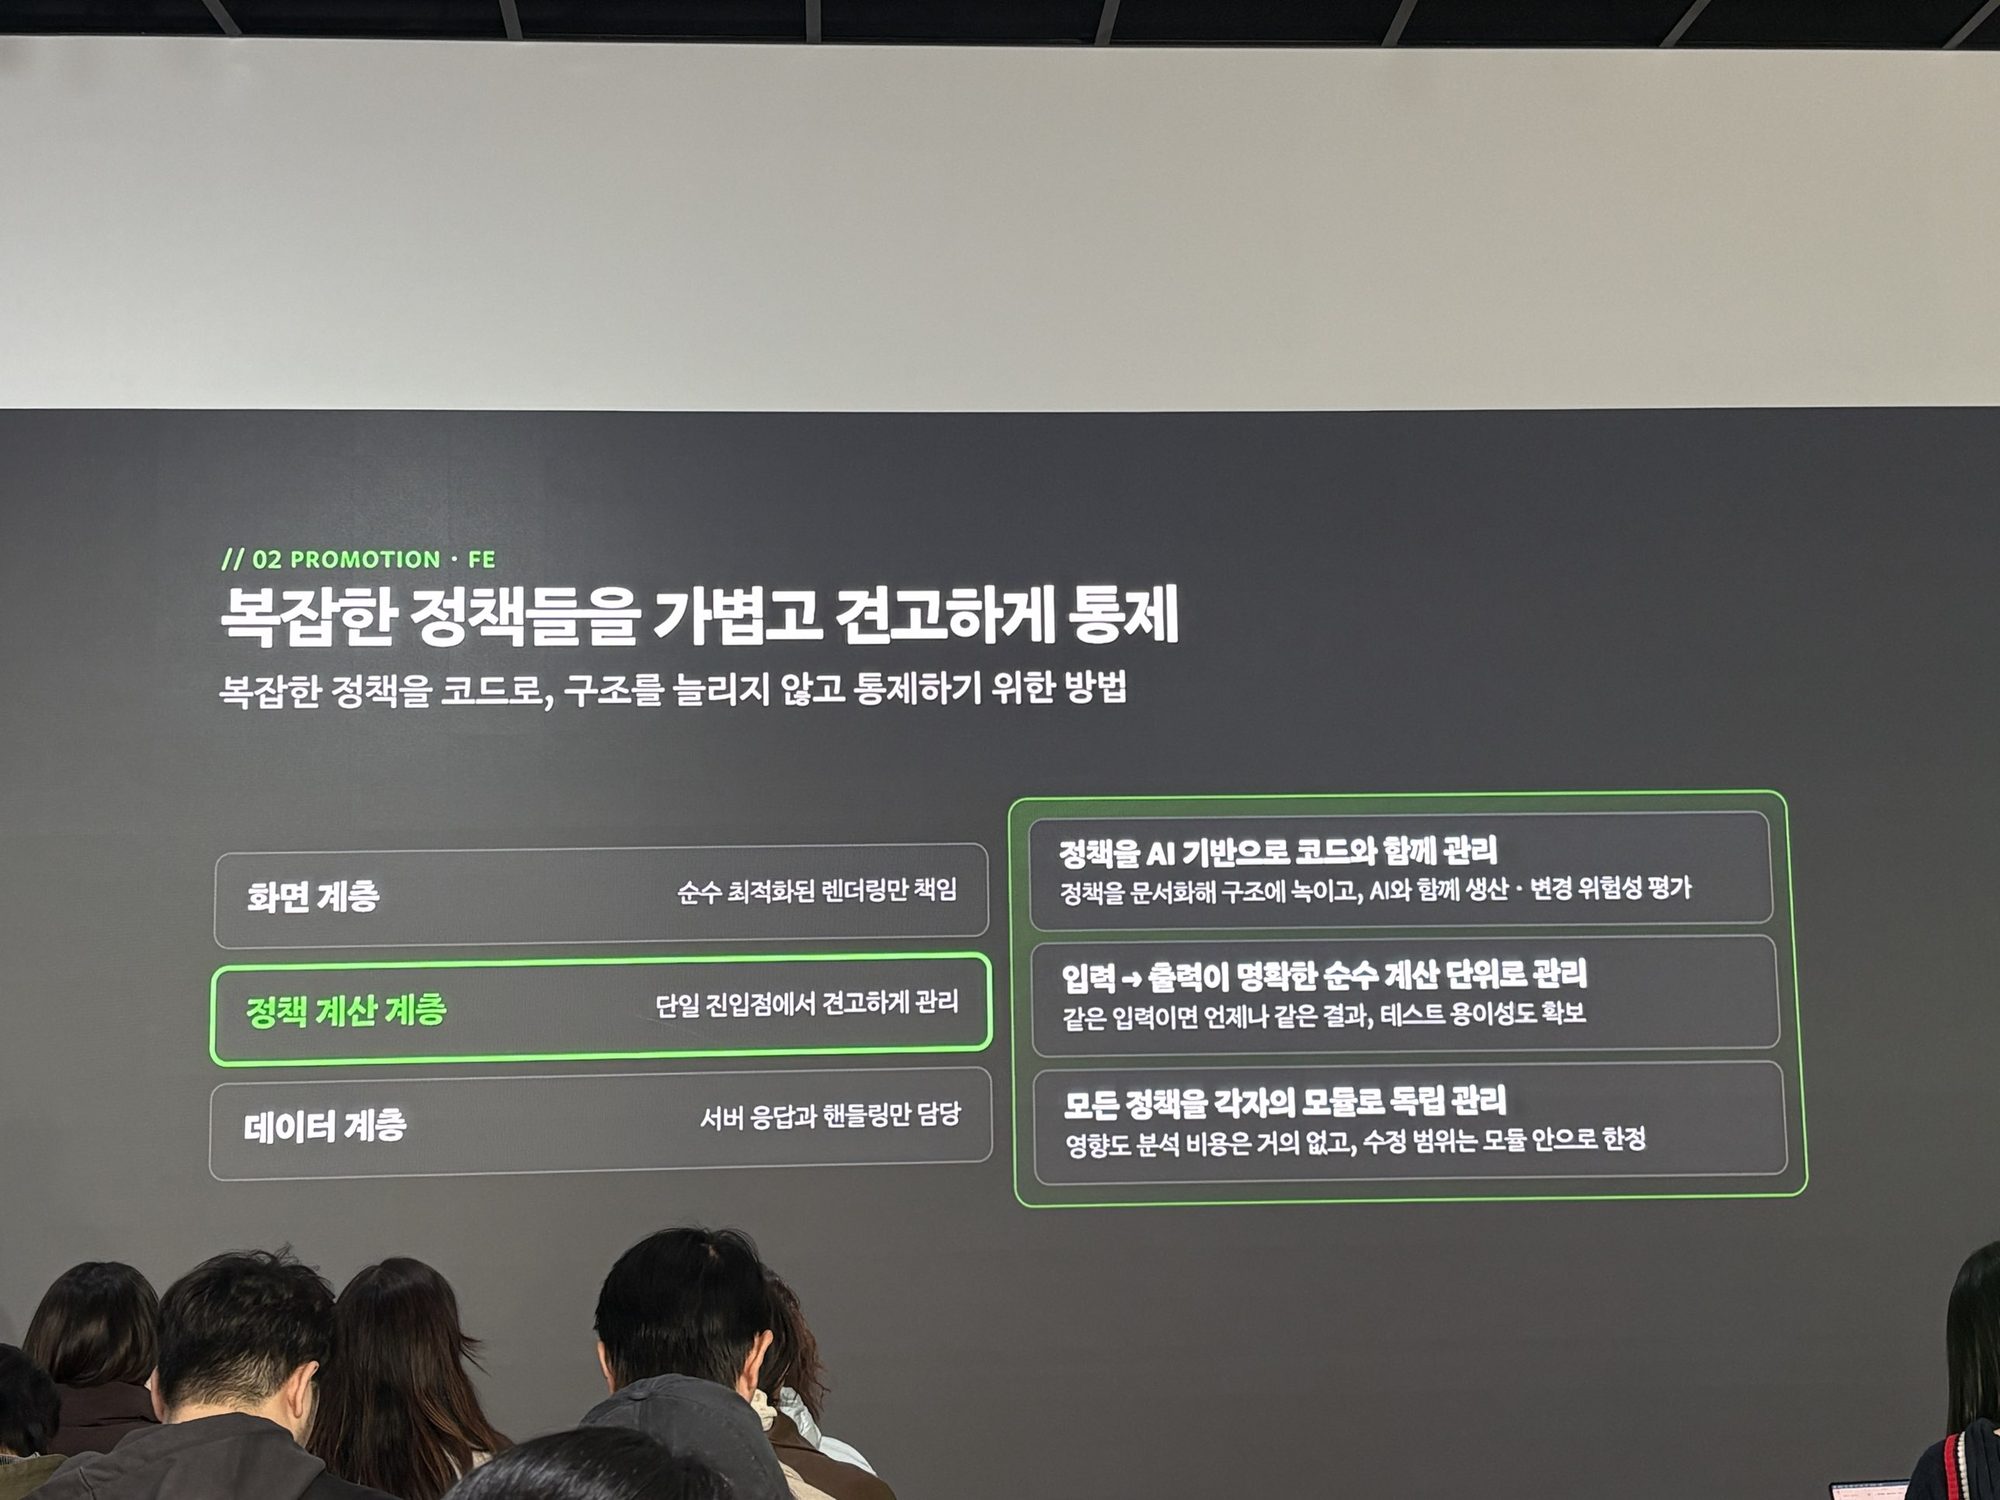 // 02 PROMOTION · FE
복잡한 정책들을 가볍고 견고하게 통제
복잡한 정책을 코드로, 구조를 늘리지 않고 통제하기 위한 방법
화면 계층
순수 최적화된 렌더링만 책임
정책 계산 계층
단일 진입점에서 견고하게 관리
데이터 계층
서버 응답과 핸들링만 담당
정책을 AI 기반으로 코드와 함께 관리
정책을 문서화해 구조에 녹이고, AI와 함께 생산 · 변경 위험성 평가
입력 → 출력이 명확한 순수 계산 단위로 관리
같은 입력이면 언제나 같은 결과, 테스트 용이성도 확보
모든 정책을 각자의 모듈로 독립 관리
영향도 분석 비용은 거의 없고, 수정 범위는 모듈 안으로 한정